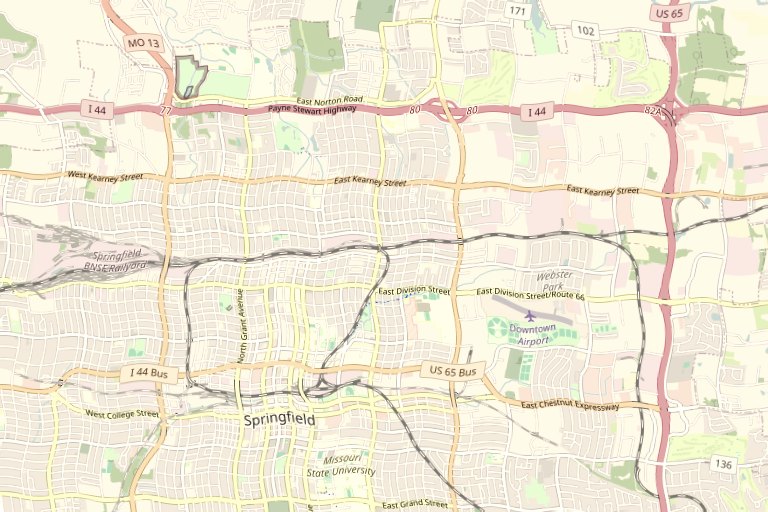 171
US 65
102
MO 13
East Norton Road
I 44
77
Payne Stewart Highway
80
80
I 44
82A
West Kearney Street
East Kearney Street
East Kearney Street
Springfield
BNSF Railyard
Webster
Park
East Division Street
East Division Street/Route 66
North Grant Avenue
Downtown
Airport
I 44 Bus
US 65 Bus
West College Street
East Chestnut Expressway
Springfield
Missouri
State University
136
East Grand Street